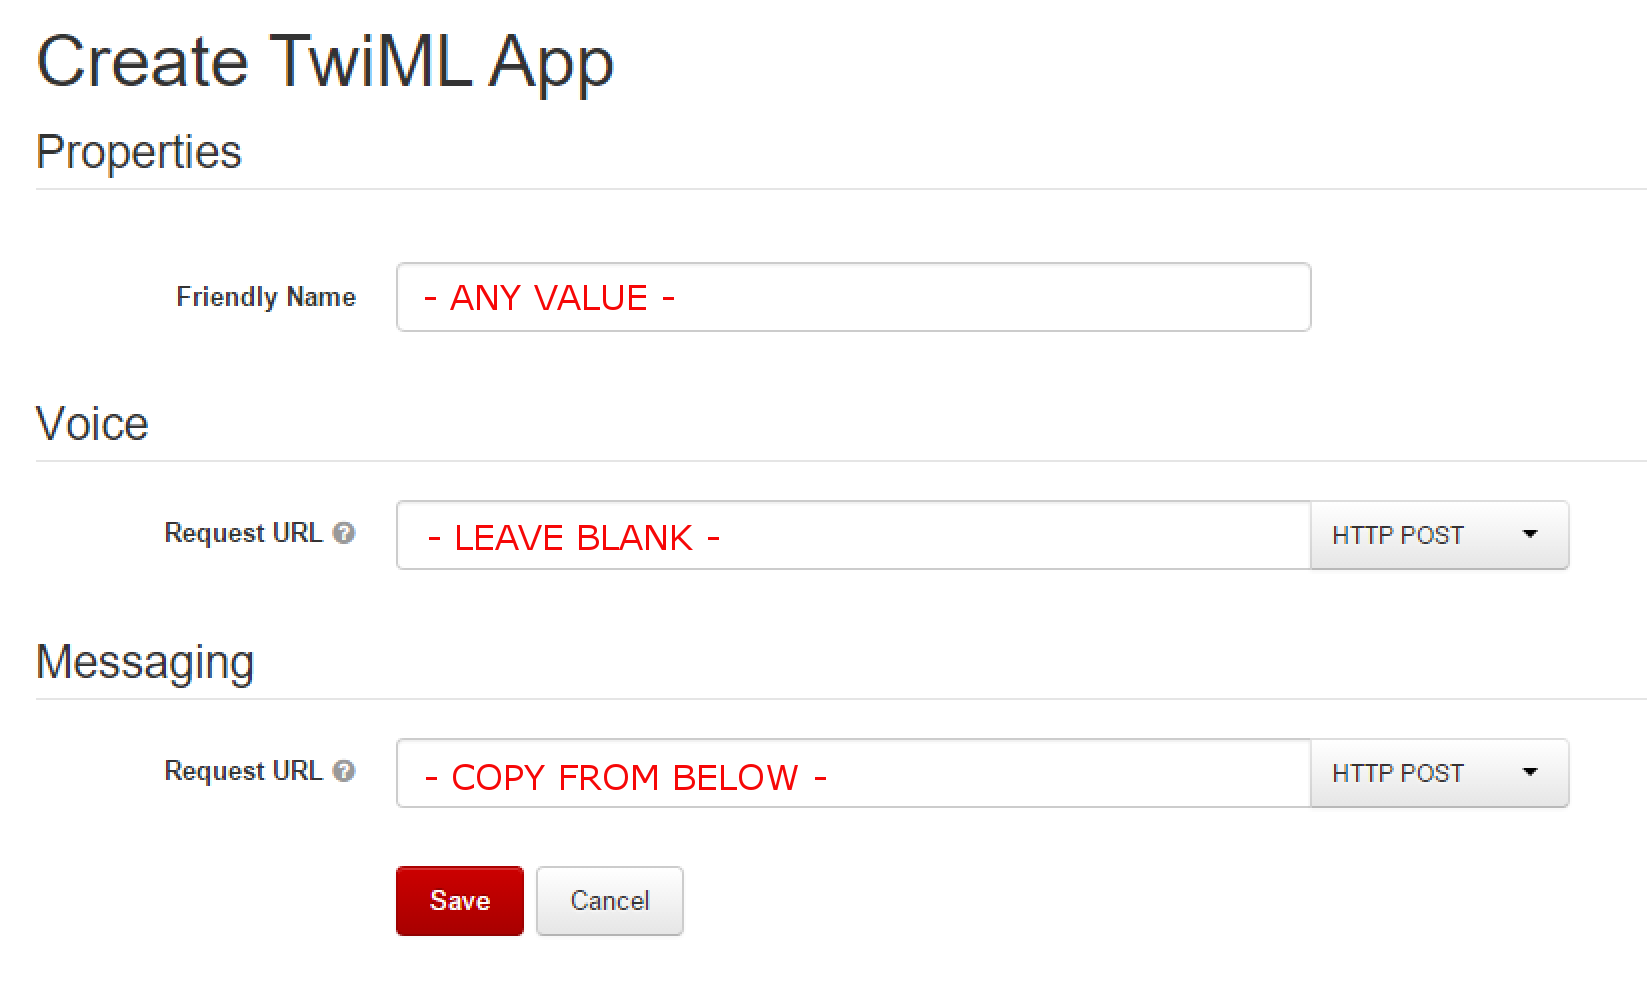 Create TwiML App
Properties
Friendly Name - ANY VALUE -
Voice
Request URL ? - LEAVE BLANK - HTTP POST
Messaging
Request URL ? - COPY FROM BELOW - HTTP POST
Save Cancel